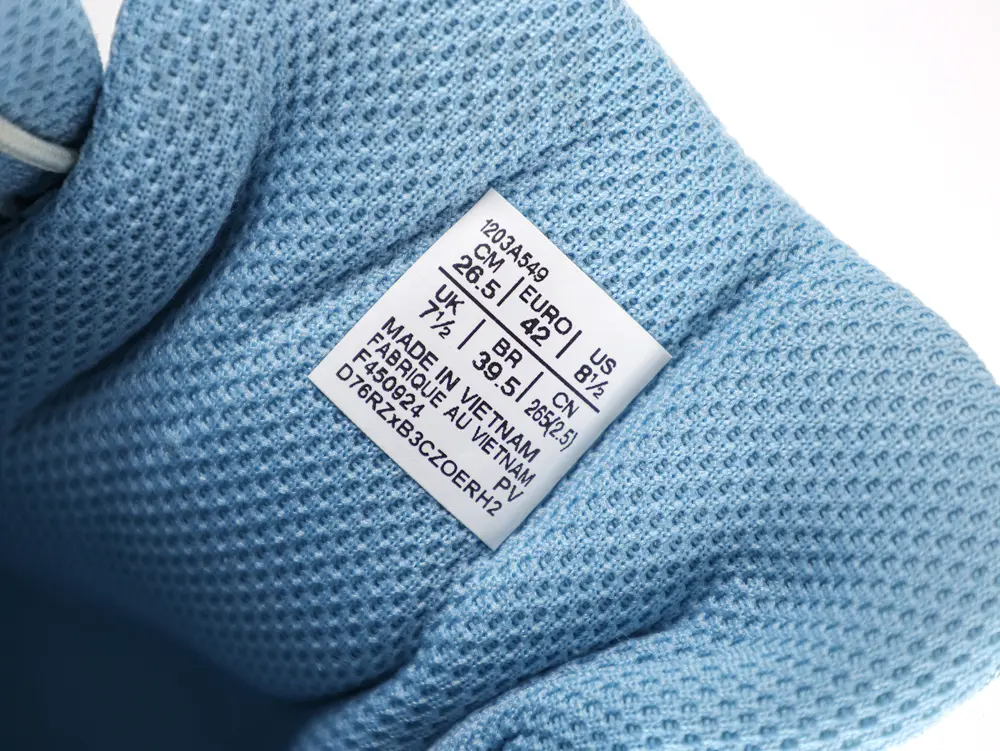 1203A549
CM EURO US
26.5 42 8½
UK BR CN
7½ 39.5 265(2.5)
MADE IN VIETNAM
FABRIQUE AU VIETNAM
F450924 PV
D76RZxB3CZOERH2